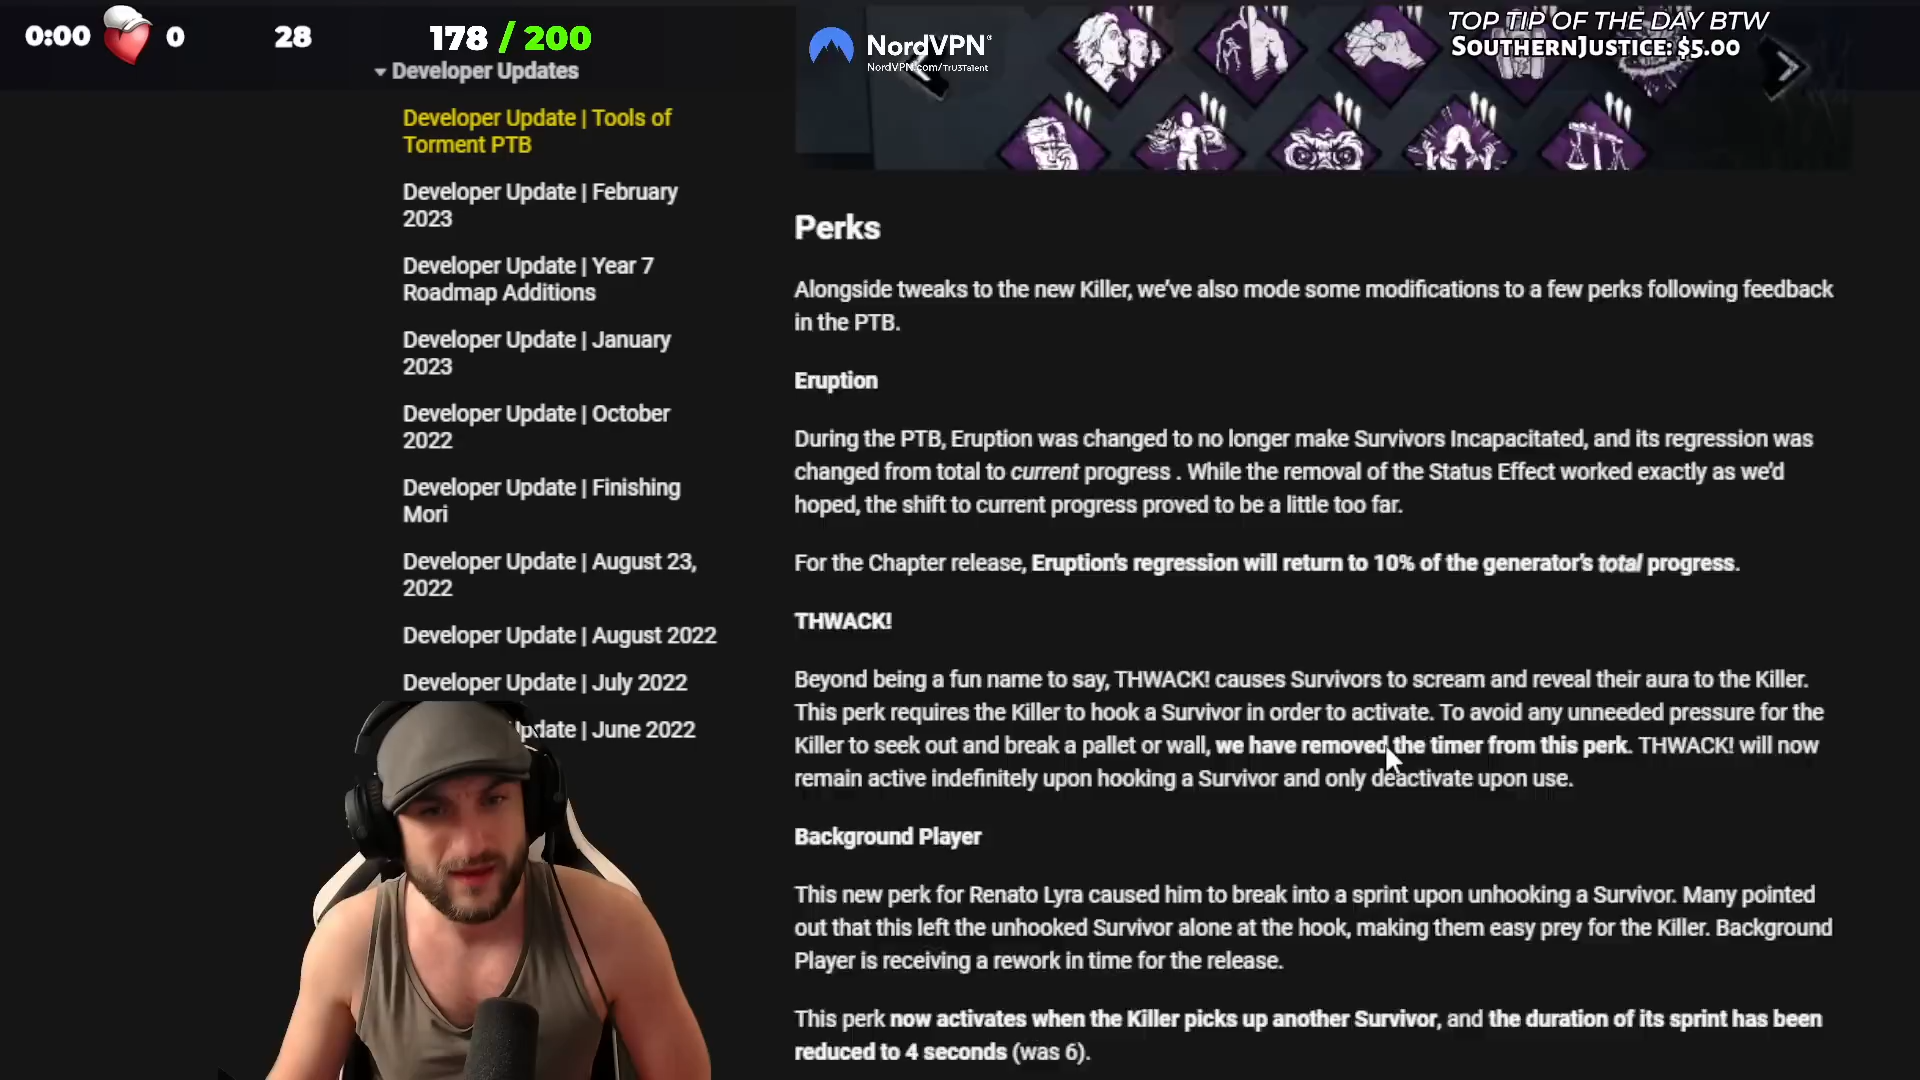 0:00
0
28
178 / 200
Developer Updates
Developer Update | Tools of
Torment PTB
Developer Update | February
2023
Developer Update | Year 7
Roadmap Additions
Developer Update | January
2023
Developer Update | October
2022
Developer Update | Finishing
Mori
Developer Update | August 23,
2022
Developer Update | August 2022
Developer Update | July 2022
pdate | June 2022
NordVPN®
NordVPN.com/Tru3Talent
TOP TIP OF THE DAY BTW
SOUTHERNJUSTICE: $5.00
Perks
Alongside tweaks to the new Killer, we've also mode some modifications to a few perks following feedback
in the PTB.
Eruption
During the PTB, Eruption was changed to no longer make Survivors Incapacitated, and its regression was
changed from total to current progress . While the removal of the Status Effect worked exactly as we'd
hoped, the shift to current progress proved to be a little too far.
For the Chapter release, Eruption's regression will return to 10% of the generator's total progress.
THWACK!
Beyond being a fun name to say, THWACK! causes Survivors to scream and reveal their aura to the Killer.
This perk requires the Killer to hook a Survivor in order to activate. To avoid any unneeded pressure for the
Killer to seek out and break a pallet or wall, we have removed the timer from this perk. THWACK! will now
remain active indefinitely upon hooking a Survivor and only deactivate upon use.
Background Player
This new perk for Renato Lyra caused him to break into a sprint upon unhooking a Survivor. Many pointed
out that this left the unhooked Survivor alone at the hook, making them easy prey for the Killer. Background
Player is receiving a rework in time for the release.
This perk now activates when the Killer picks up another Survivor, and the duration of its sprint has been
reduced to 4 seconds (was 6).